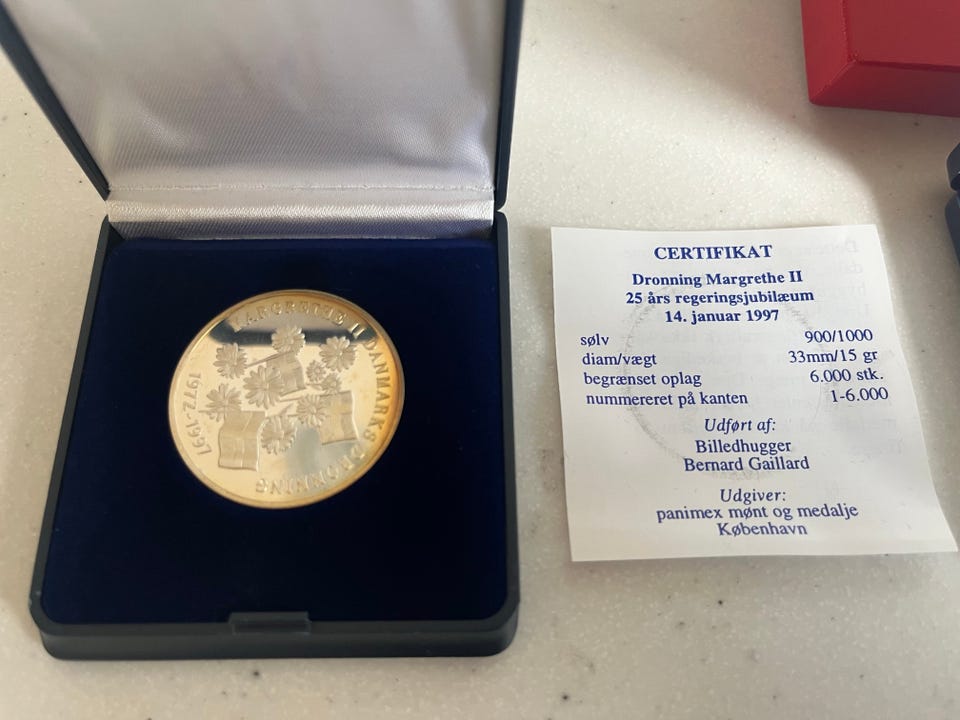 MARGRETHE II DANMARKS DRONNING
1972-1997
CERTIFIKAT
Dronning Margrethe II
25 års regeringsjubilæum
14. januar 1997
sølv 900/1000
diam/vægt 33mm/15 gr
begrænset oplag 6.000 stk.
nummereret på kanten 1-6.000
Udført af:
Billedhugger
Bernard Gaillard
Udgiver:
panimex mønt og medalje
København